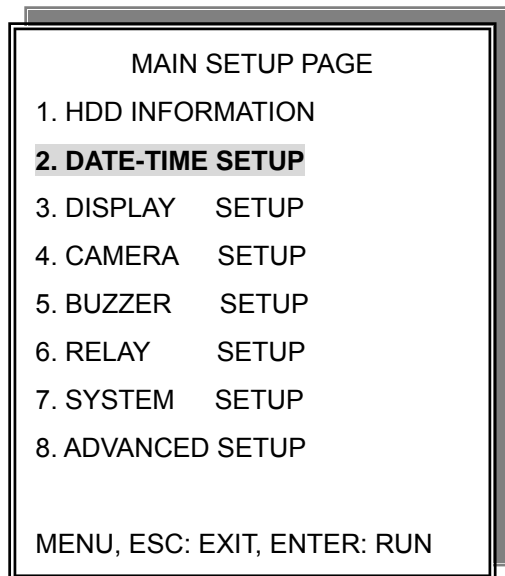 MAIN SETUP PAGE
1. HDD INFORMATION
2. DATE-TIME SETUP
3. DISPLAY SETUP
4. CAMERA SETUP
5. BUZZER SETUP
6. RELAY SETUP
7. SYSTEM SETUP
8. ADVANCED SETUP
MENU, ESC: EXIT, ENTER: RUN